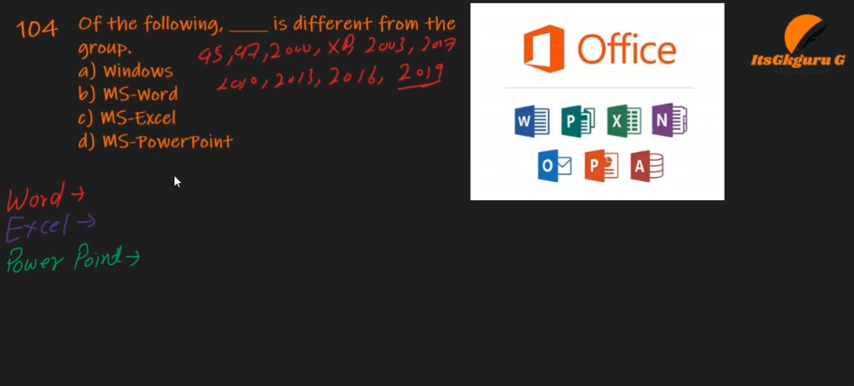 104 Of the following, ____ is different from the
group.
95, 97, 2000, XP, 2003, 2007
a) Windows
2010, 2013, 2016, 2019
b) MS-Word
c) MS-Excel
d) MS-PowerPoint
Word →
Excel →
Power Point →
Office
W P X N
O P A
ItsGkguru G